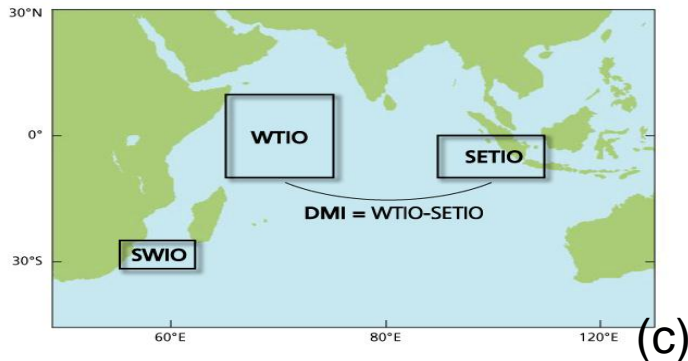 30°N
WTIO
0°
SETIO
DMI = WTIO-SETIO
SWIO
30°S
60°E 80°E 120°E
(c)